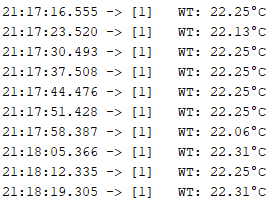 21:17:16.555 -> [1]   WT: 22.25°C
21:17:23.520 -> [1]   WT: 22.13°C
21:17:30.493 -> [1]   WT: 22.25°C
21:17:37.508 -> [1]   WT: 22.25°C
21:17:44.476 -> [1]   WT: 22.25°C
21:17:51.428 -> [1]   WT: 22.25°C
21:17:58.387 -> [1]   WT: 22.06°C
21:18:05.366 -> [1]   WT: 22.31°C
21:18:12.335 -> [1]   WT: 22.25°C
21:18:19.305 -> [1]   WT: 22.31°C